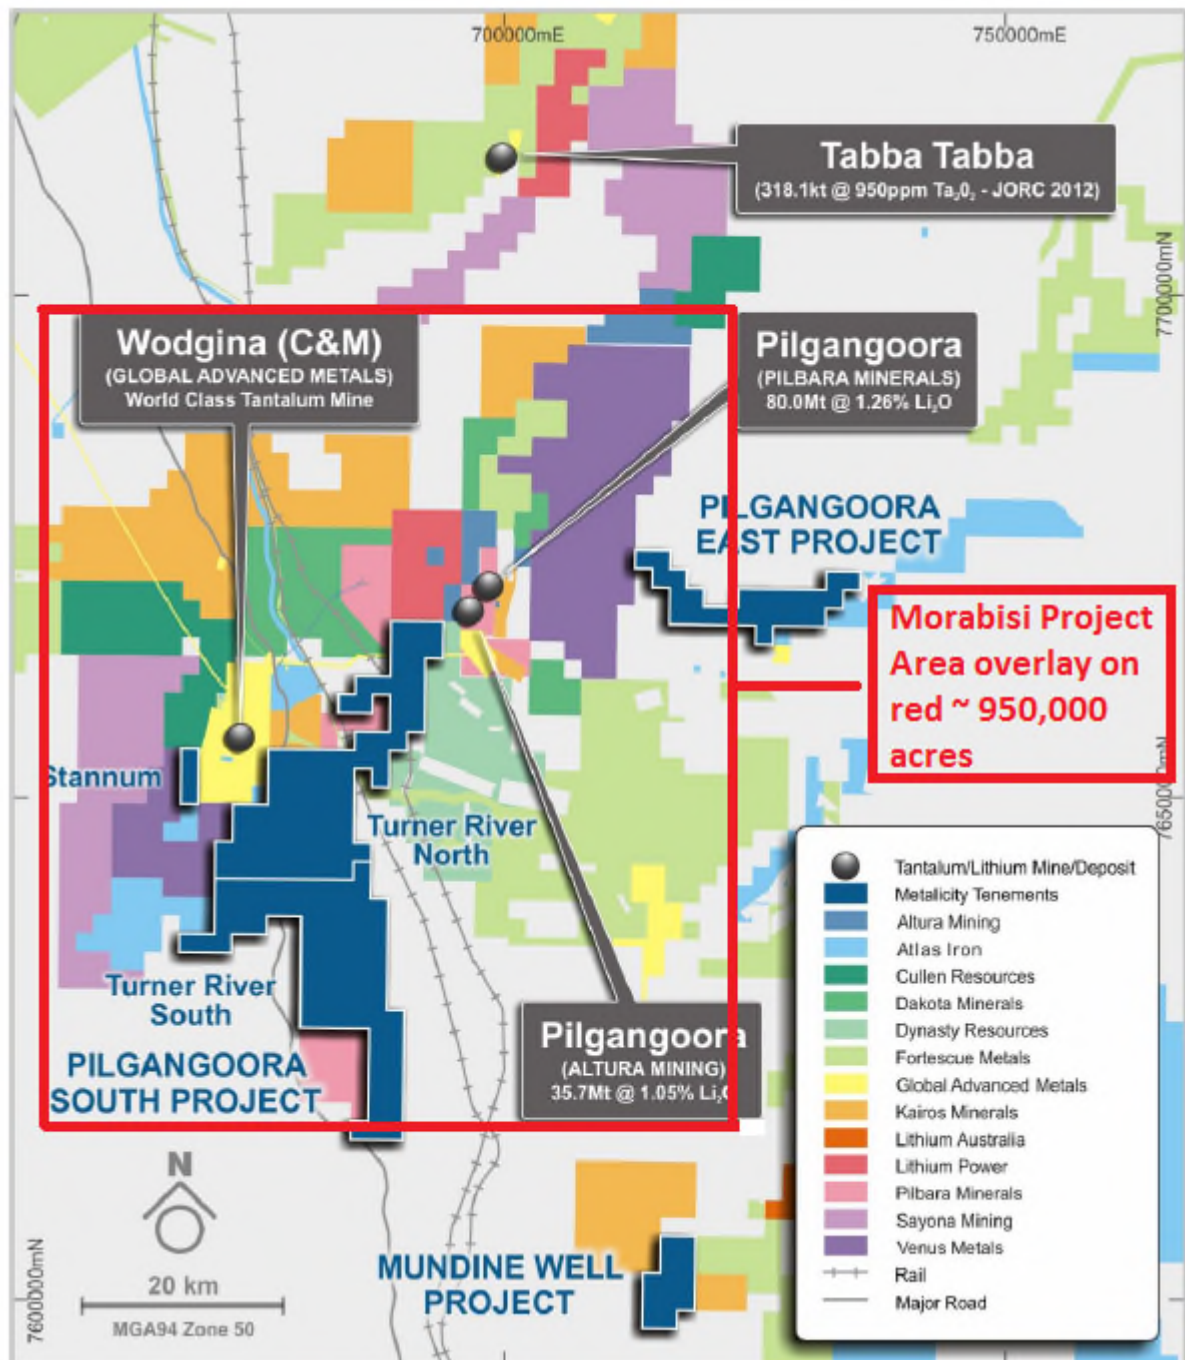 700000mE
750000mE
Tabba Tabba
(318.1kt @ 950ppm Ta₂0₂ - JORC 2012)
7700000mN
Wodgina (C&M)
(GLOBAL ADVANCED METALS)
World Class Tantalum Mine
Pilgangoora
(PILBARA MINERALS)
80.0Mt @ 1.26% Li₂O
PILGANGOORA
EAST PROJECT
Morabisi Project
Area overlay on
red ~ 950,000
acres
Stannum
7650000mN
Turner River
North
Turner River
South
PILGANGOORA
SOUTH PROJECT
Pilgangoora
(ALTURA MINING)
35.7Mt @ 1.05% Li₂O
Tantalum/Lithium Mine/Deposit
Metalicity Tenements
Altura Mining
Atlas Iron
Cullen Resources
Dakota Minerals
Dynasty Resources
Fortescue Metals
Global Advanced Metals
Kairos Minerals
Lithium Australia
Lithium Power
Pilbara Minerals
Sayona Mining
Venus Metals
Rail
Major Road
N
20 km
MGA94 Zone 50
7600000mN
MUNDINE WELL
PROJECT